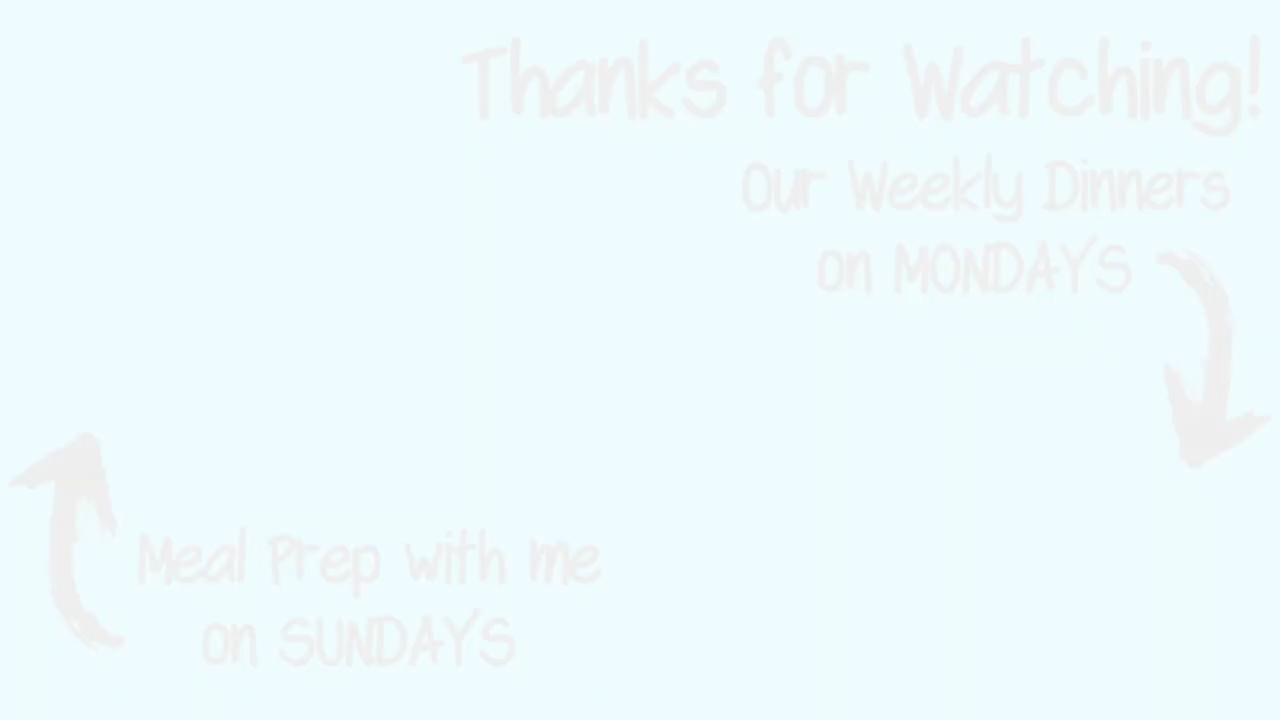 Thanks for Watching!
Our Weekly Dinners
on MONDAYS
Meal Prep with me
on SUNDAYS